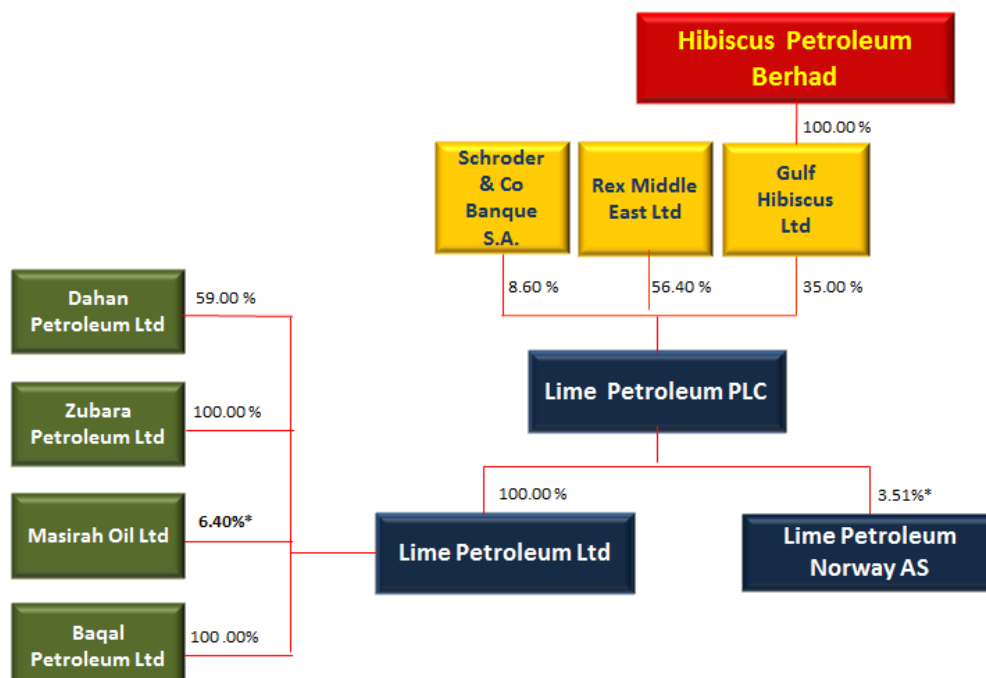 Hibiscus Petroleum
Berhad
100.00 %
Schroder
& Co
Banque
S.A.
Rex Middle
East Ltd
Gulf
Hibiscus
Ltd
8.60 %
56.40 %
35.00 %
Dahan
Petroleum Ltd
59.00 %
Lime Petroleum PLC
Zubara
Petroleum Ltd
100.00 %
100.00 %
3.51%*
Masirah Oil Ltd
6.40%*
Lime Petroleum Ltd
Lime Petroleum
Norway AS
Baqal
Petroleum Ltd
100 .00%